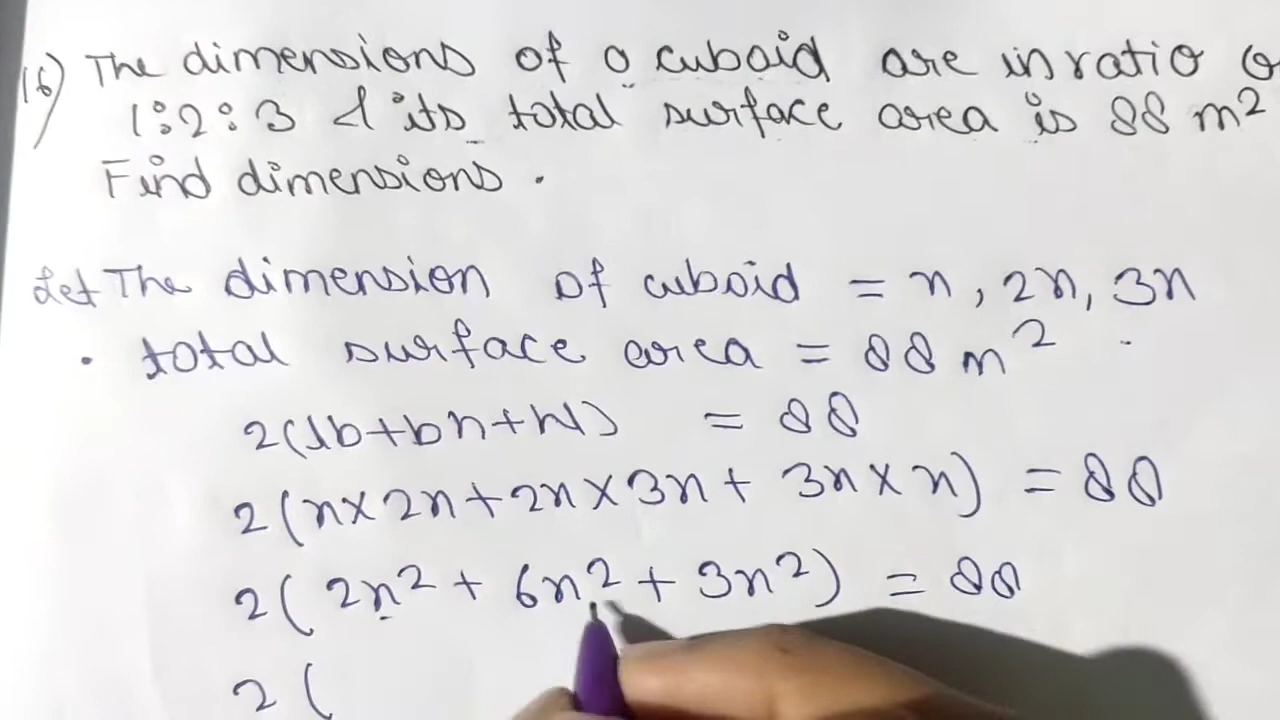 16) The dimensions of a cuboid are in ratio
1:2:3 & its total surface area is 88 m²
Find dimensions.
Let The dimension of cuboid = x, 2x, 3x
• total surface area = 88 m²
2(lb+bh+hl) = 88
2(x×2x+2x×3x+3x×x) = 88
2(2x²+6x²+3x²) = 88
2(